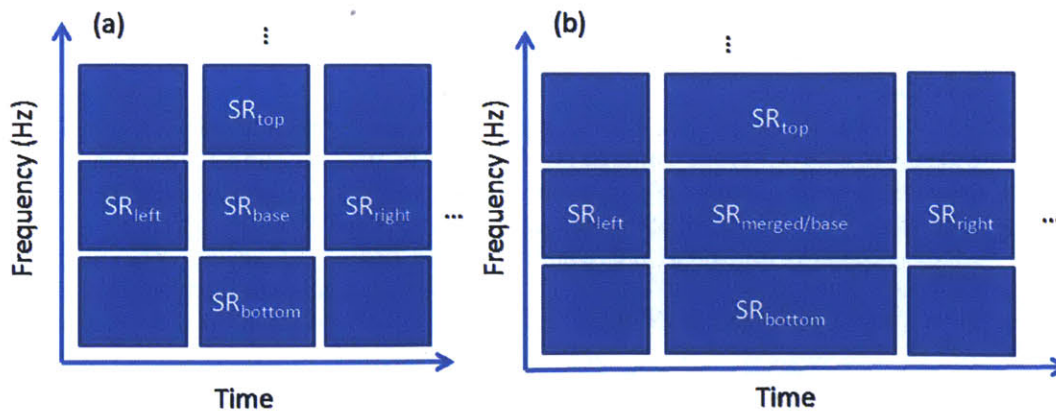 (a)
...
Frequency (Hz)
SRtop
SRleft
SRbase
SRright
...
SRbottom
Time
(b)
...
Frequency (Hz)
SRtop
SRleft
SRmerged/base
SRright
...
SRbottom
Time